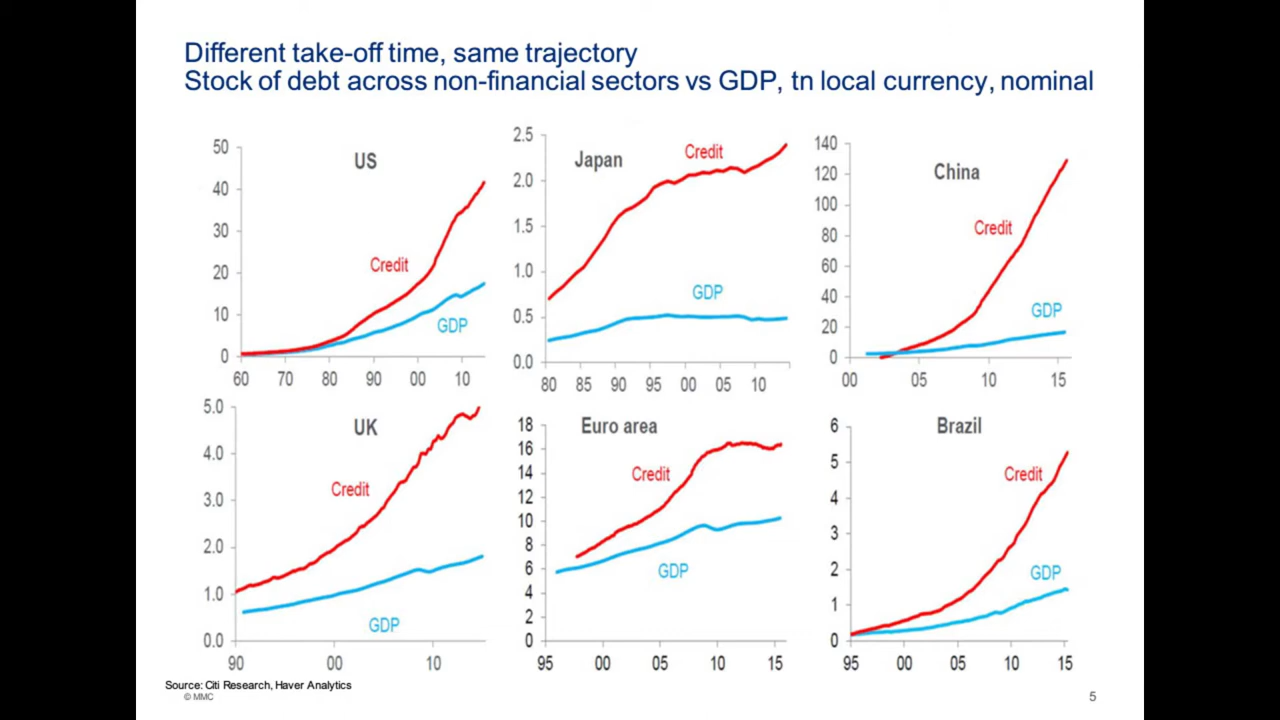 Different take-off time, same trajectory
Stock of debt across non-financial sectors vs GDP, tn local currency, nominal
US
50
40
30
20
10
0
Credit
GDP
60 70 80 90 00 10
Japan
2.5
2.0
1.5
1.0
0.5
0.0
Credit
GDP
80 85 90 95 00 05 10
China
140
120
100
80
60
40
20
0
Credit
GDP
00 05 10 15
UK
5.0
4.0
3.0
2.0
1.0
0.0
Credit
GDP
90 00 10
Euro area
18
16
14
12
10
8
6
4
2
0
Credit
GDP
95 00 05 10 15
Brazil
6
5
4
3
2
1
0
Credit
GDP
95 00 05 10 15
Source: Citi Research, Haver Analytics
© MMC
5